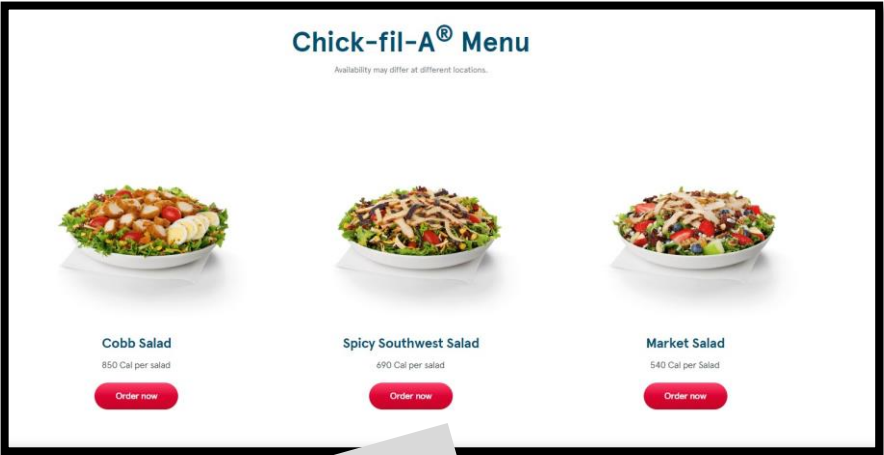 Chick-fil-A® Menu
Availability may differ at different locations.
Cobb Salad
850 Cal per salad
Order now
Spicy Southwest Salad
690 Cal per salad
Order now
Market Salad
540 Cal per Salad
Order now